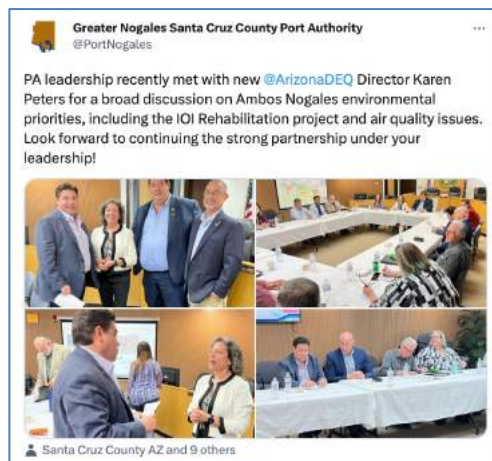 Greater Nogales Santa Cruz County Port Authority
@PortNogales
PA leadership recently met with new @ArizonaDEQ Director Karen
Peters for a broad discussion on Ambos Nogales environmental
priorities, including the IOI Rehabilitation project and air quality issues.
Look forward to continuing the strong partnership under your
leadership!
Santa Cruz County AZ and 9 others